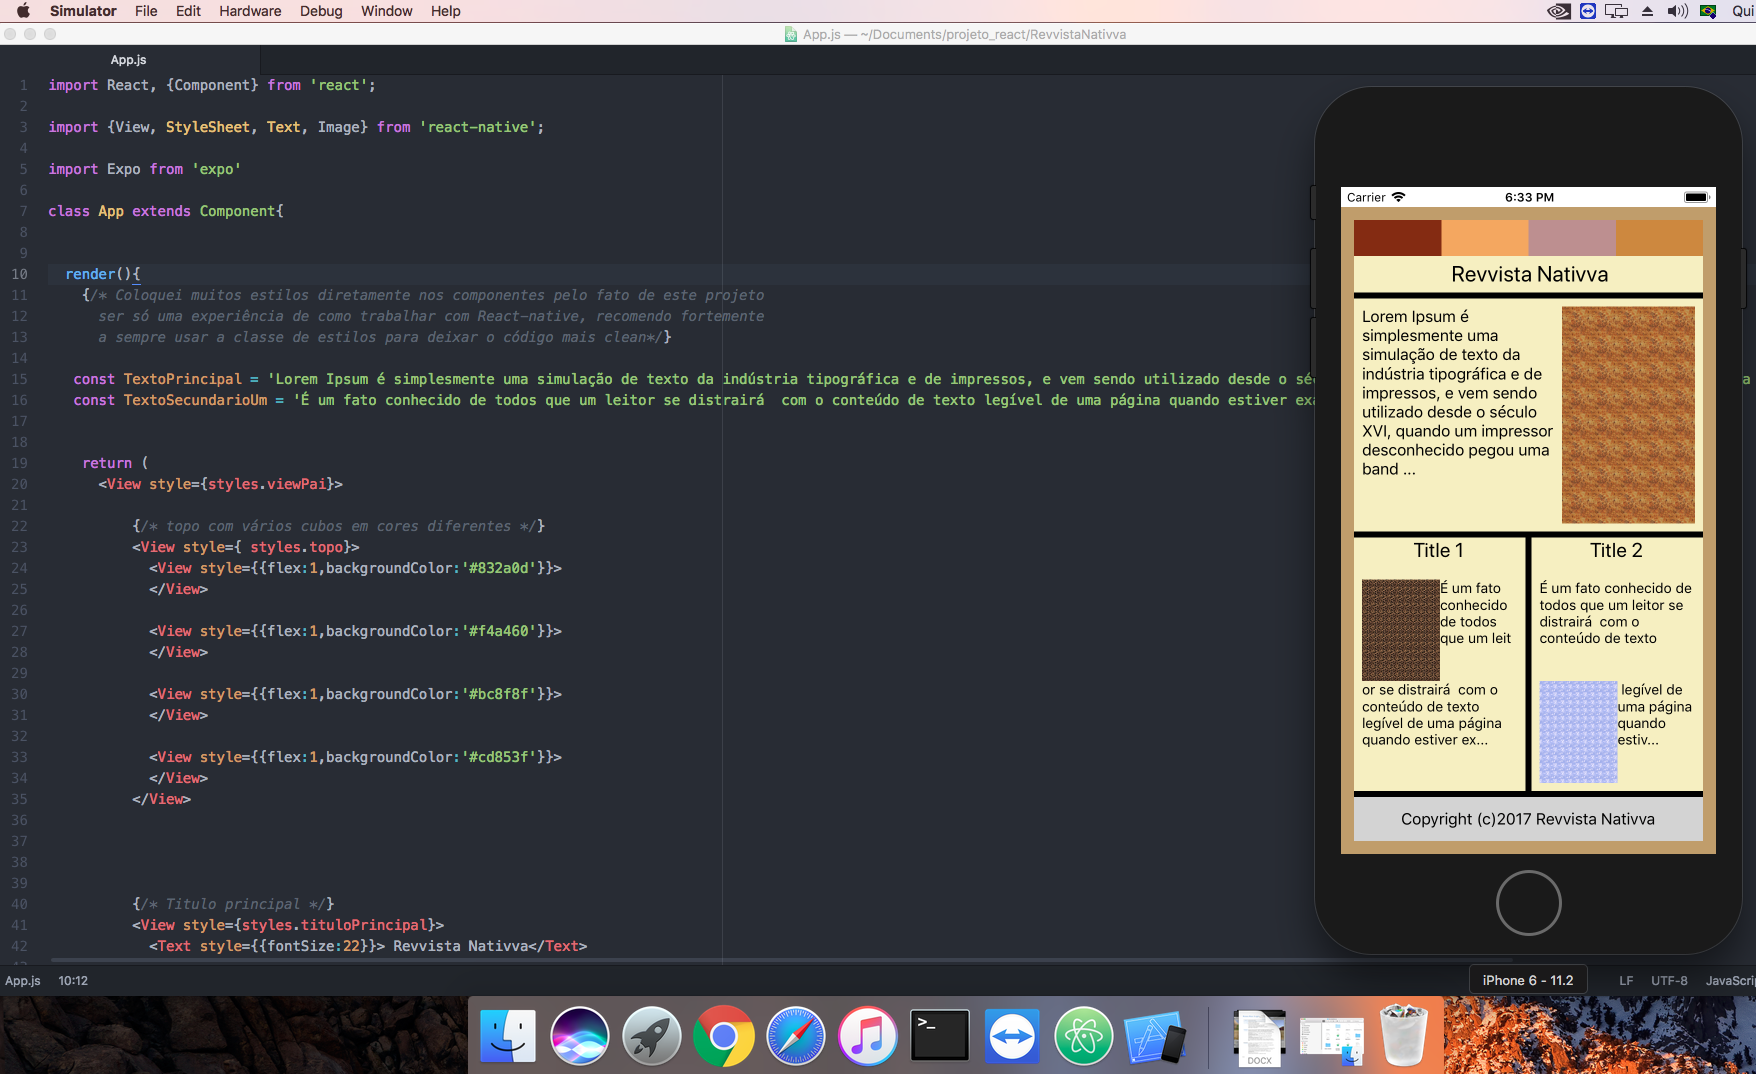 Simulator File Edit Hardware Debug Window Help Qui
App.js — ~/Documents/projeto_react/RevvistaNativva
App.js
1 import React, {Component} from 'react';
2
3 import {View, StyleSheet, Text, Image} from 'react-native';
4
5 import Expo from 'expo'
6
7 class App extends Component{
8
9
10 render(){
11 {/* Coloquei muitos estilos diretamente nos componentes pelo fato de este projeto
12 ser só uma experiência de como trabalhar com React-native, recomendo fortemente
13 a sempre usar a classe de estilos para deixar o código mais clean*/}
14
15 const TextoPrincipal = 'Lorem Ipsum é simplesmente uma simulação de texto da indústria tipográfica e de impressos, e vem sendo utilizado desde o séc
16 const TextoSecundarioUm = 'É um fato conhecido de todos que um leitor se distrairá  com o conteúdo de texto legível de uma página quando estiver exa
17
18
19 return (
20 <View style={styles.viewPai}>
21
22 {/* topo com vários cubos em cores diferentes */}
23 <View style={ styles.topo}>
24 <View style={{flex:1,backgroundColor:'#832a0d'}}>
25 </View>
26
27 <View style={{flex:1,backgroundColor:'#f4a460'}}>
28 </View>
29
30 <View style={{flex:1,backgroundColor:'#bc8f8f'}}>
31 </View>
32
33 <View style={{flex:1,backgroundColor:'#cd853f'}}>
34 </View>
35 </View>
36
37
38
39
40 {/* Titulo principal */}
41 <View style={styles.tituloPrincipal}>
42 <Text style={{fontSize:22}}> Revvista Nativva</Text>
App.js 10:12
LF UTF-8 JavaScrip
Carrier 6:33 PM
Revvista Nativva
Lorem Ipsum é
simplesmente uma
simulação de texto da
indústria tipográfica e de
impressos, e vem sendo
utilizado desde o século
XVI, quando um impressor
desconhecido pegou uma
band ...
Title 1
É um fato
conhecido
de todos
que um leit
or se distrairá  com o
conteúdo de texto
legível de uma página
quando estiver ex...
Title 2
É um fato conhecido de
todos que um leitor se
distrairá  com o
conteúdo de texto
legível de
uma página
quando
estiv...
Copyright (c)2017 Revvista Nativva
iPhone 6 - 11.2
>_
DOCX